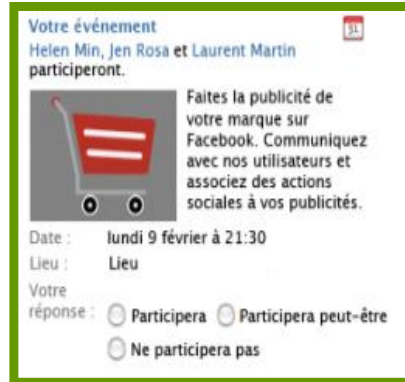 Votre événement
31
Helen Min, Jen Rosa et Laurent Martin
participeront.
Faites la publicité de
votre marque sur
Facebook. Communiquez
avec nos utilisateurs et
associez des actions
sociales à vos publicités.
Date : lundi 9 février à 21:30
Lieu : Lieu
Votre
réponse : Participera Participera peut-être
Ne participera pas